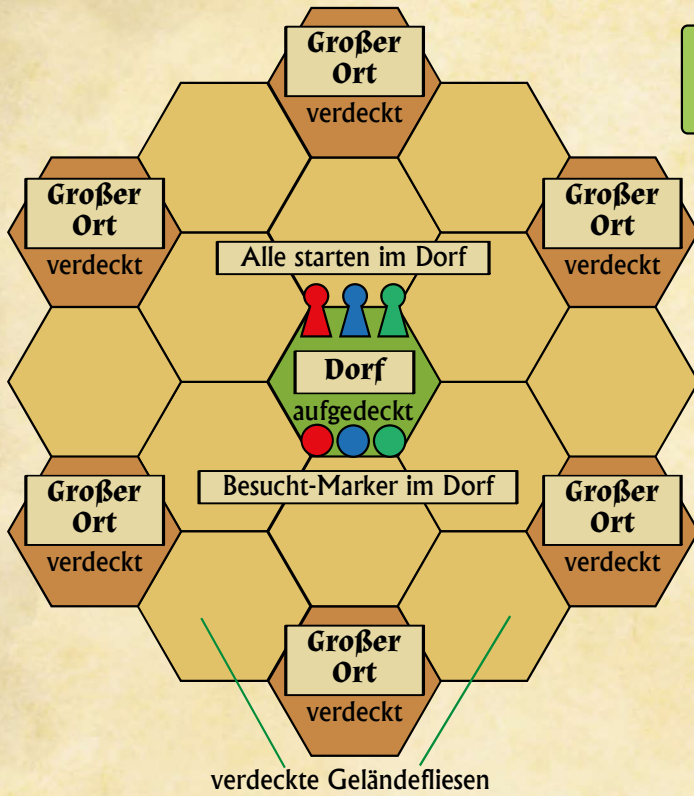 Großer
Ort
verdeckt
Großer
Ort
verdeckt
Großer
Ort
verdeckt
Alle starten im Dorf
Dorf
aufgedeckt
Besucht-Marker im Dorf
Großer
Ort
verdeckt
Großer
Ort
verdeckt
Großer
Ort
verdeckt
verdeckte Geländefliesen